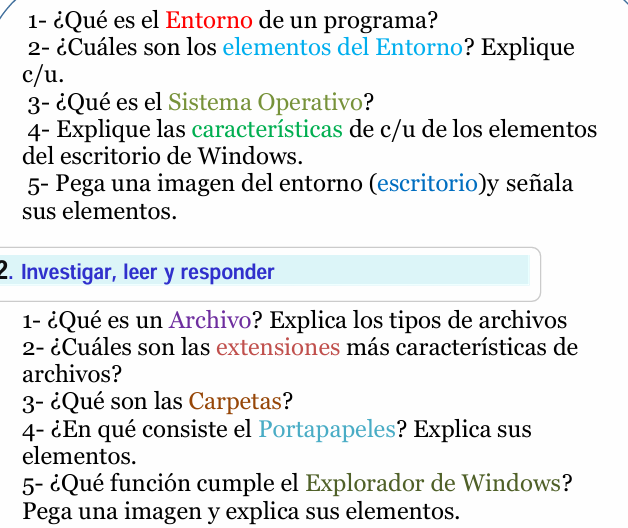 1- ¿Qué es el Entorno de un programa?
2- ¿Cuáles son los elementos del Entorno? Explique
c/u.
3- ¿Qué es el Sistema Operativo?
4- Explique las características de c/u de los elementos
del escritorio de Windows.
5- Pega una imagen del entorno (escritorio)y señala
sus elementos.
2. Investigar, leer y responder
1- ¿Qué es un Archivo? Explica los tipos de archivos
2- ¿Cuáles son las extensiones más características de
archivos?
3- ¿Qué son las Carpetas?
4- ¿En qué consiste el Portapapeles? Explica sus
elementos.
5- ¿Qué función cumple el Explorador de Windows?
Pega una imagen y explica sus elementos.